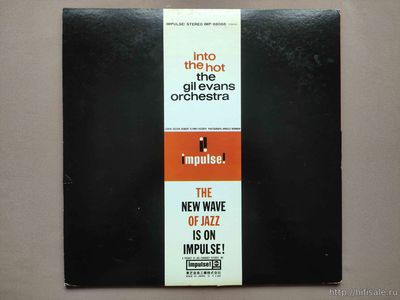 IMPULSE! STEREO IMP-88066
into
the hot
the
gil evans
orchestra
impulse!
THE
NEW WAVE
OF JAZZ
IS ON
IMPULSE!
impulse!
http://hifisale.ru